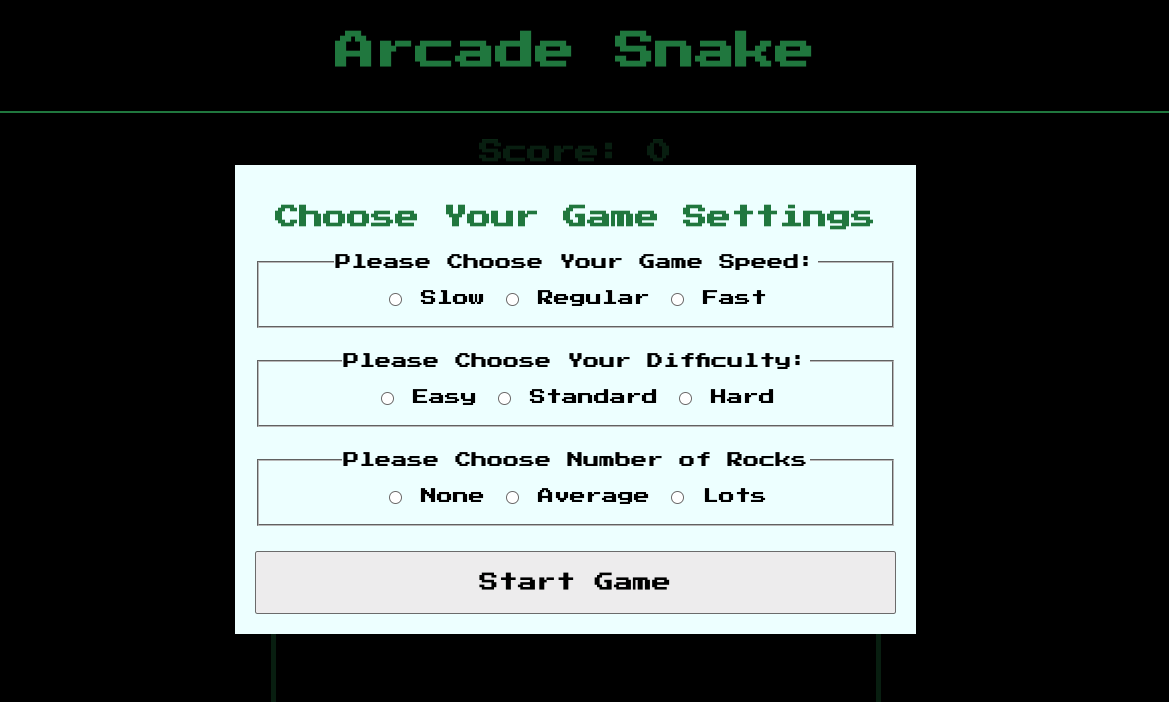 Arcade Snake
Score: 0
Choose Your Game Settings
Please Choose Your Game Speed:
Slow Regular Fast
Please Choose Your Difficulty:
Easy Standard Hard
Please Choose Number of Rocks
None Average Lots
Start Game